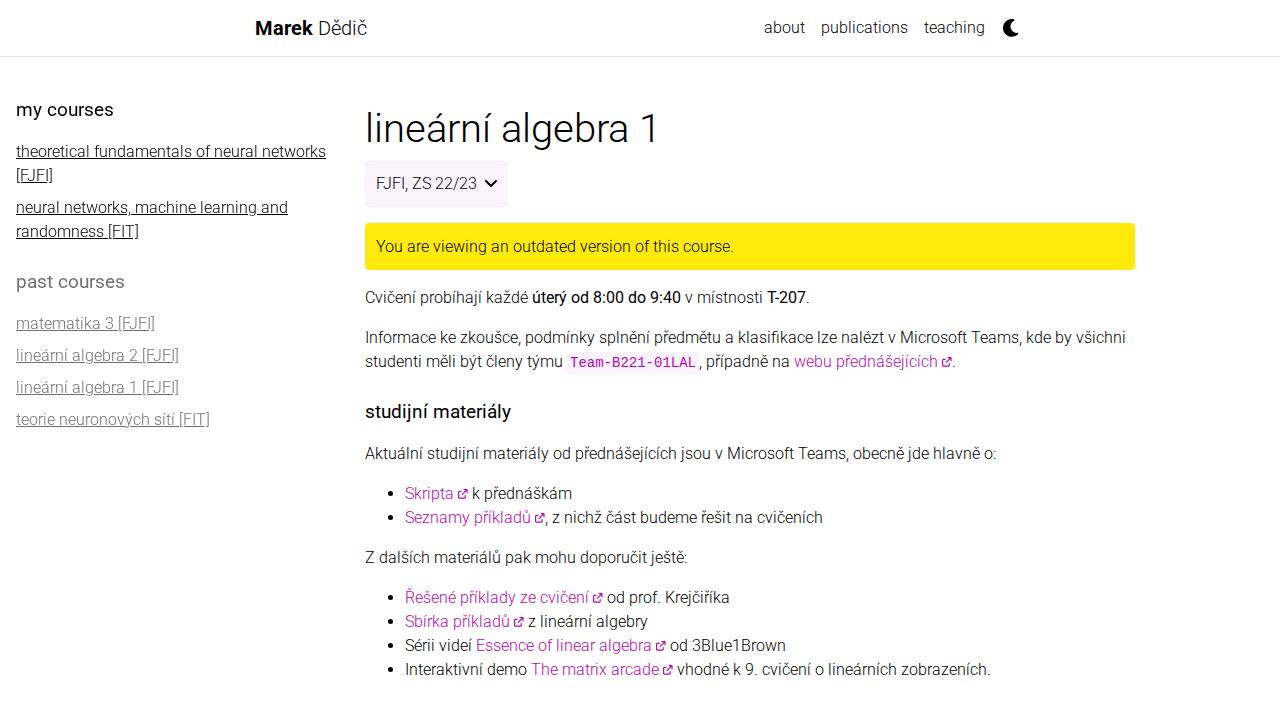 Marek Dědič
about
publications
teaching
my courses
theoretical fundamentals of neural networks
[FJFI]
neural networks, machine learning and
randomness [FIT]
past courses
matematika 3 [FJFI]
lineární algebra 2 [FJFI]
lineární algebra 1 [FJFI]
teorie neuronových sítí [FIT]
lineární algebra 1
FJFI, ZS 22/23
You are viewing an outdated version of this course.
Cvičení probíhají každé úterý od 8:00 do 9:40 v místnosti T-207.
Informace ke zkoušce, podmínky splnění předmětu a klasifikace lze nalézt v Microsoft Teams, kde by všichni
studenti měli být členy týmu Team-B221-01LAL, případně na webu přednášejících.
studijní materiály
Aktuální studijní materiály od přednášejících jsou v Microsoft Teams, obecně jde hlavně o:
Skripta k přednáškám
Seznamy příkladů, z nichž část budeme řešit na cvičeních
Z dalších materiálů pak mohu doporučit ještě:
Řešené příklady ze cvičení od prof. Krejčiříka
Sbírka příkladů z lineární algebry
Sérii videí Essence of linear algebra od 3Blue1Brown
Interaktivní demo The matrix arcade vhodné k 9. cvičení o lineárních zobrazeních.